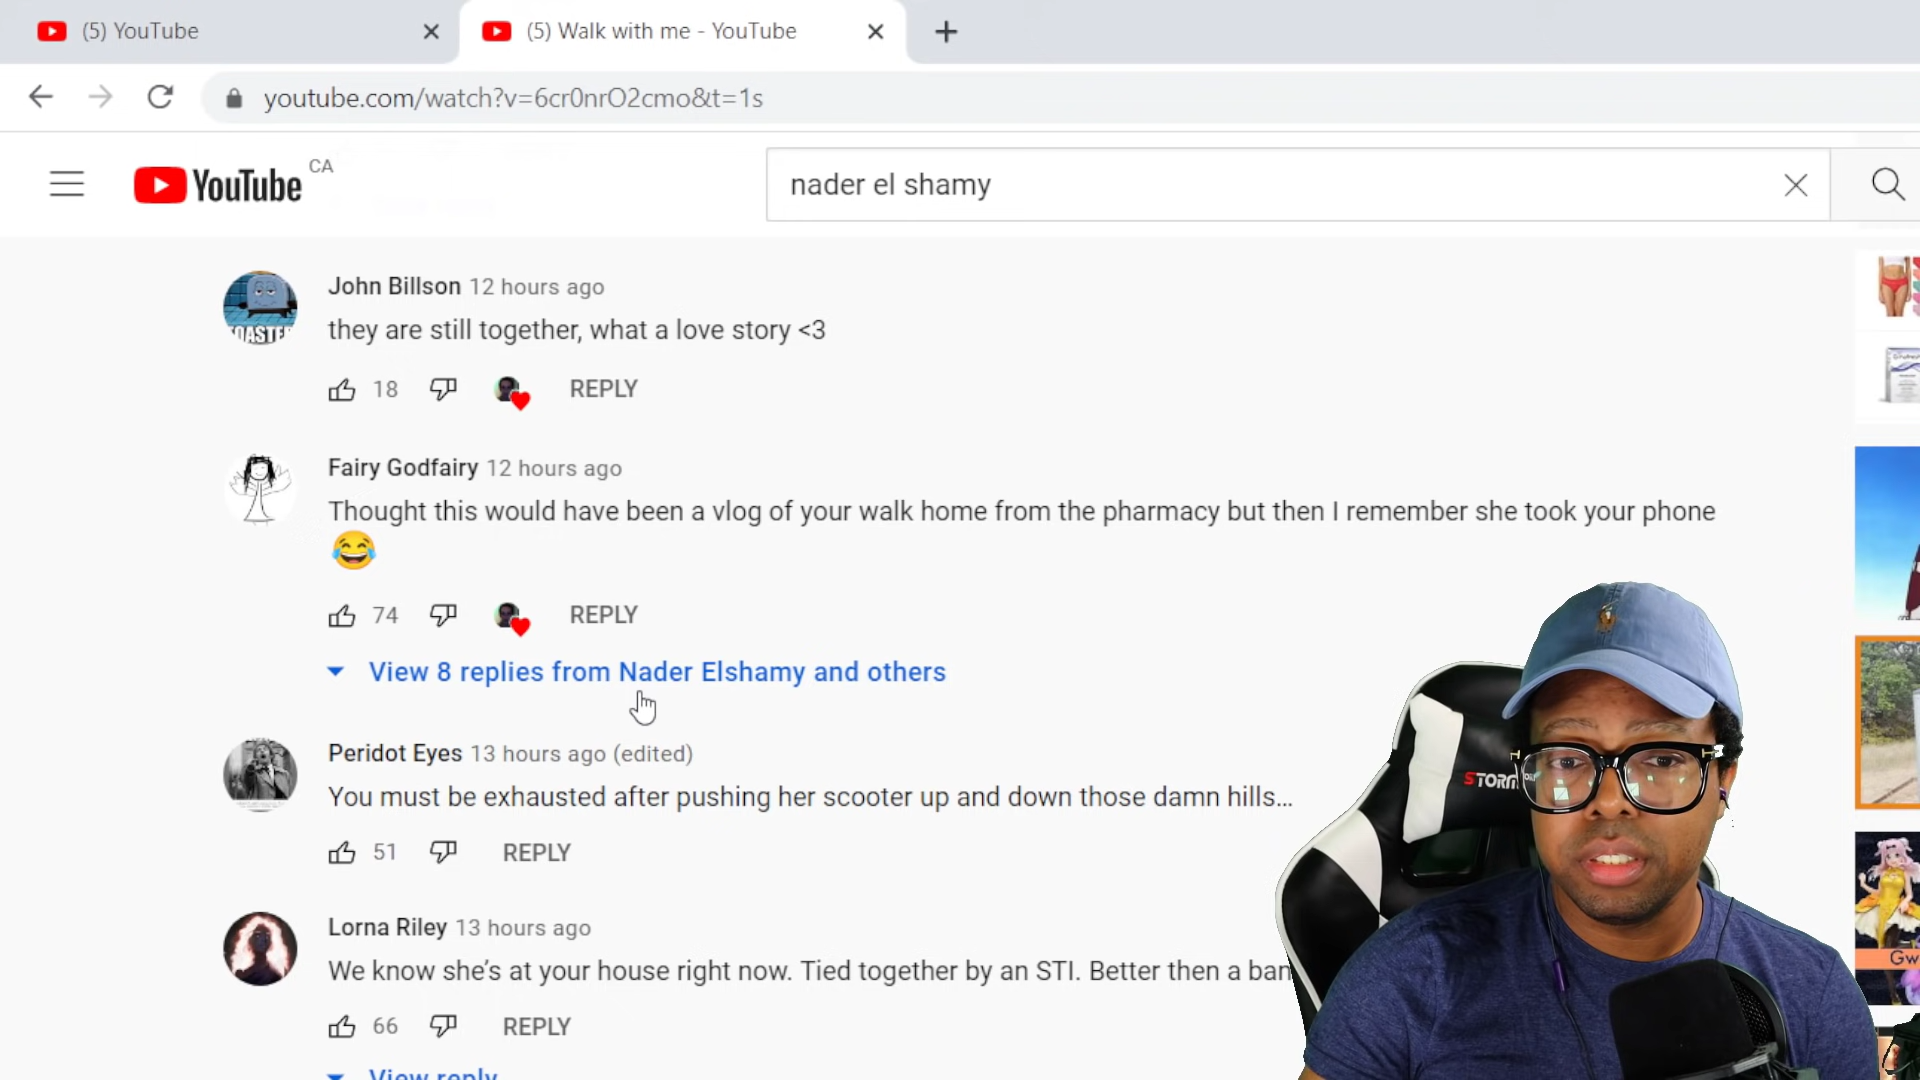 (5) YouTube
(5) Walk with me - YouTube
youtube.com/watch?v=6cr0nrO2cmo&t=1s
YouTube CA
nader el shamy
John Billson 12 hours ago
they are still together, what a love story <3
18 REPLY
Fairy Godfairy 12 hours ago
Thought this would have been a vlog of your walk home from the pharmacy but then I remember she took your phone
😂
74 REPLY
View 8 replies from Nader Elshamy and others
Peridot Eyes 13 hours ago (edited)
You must be exhausted after pushing her scooter up and down those damn hills...
51 REPLY
Lorna Riley 13 hours ago
We know she's at your house right now. Tied together by an STI. Better then a ban
66 REPLY
View reply
STORM
Gw